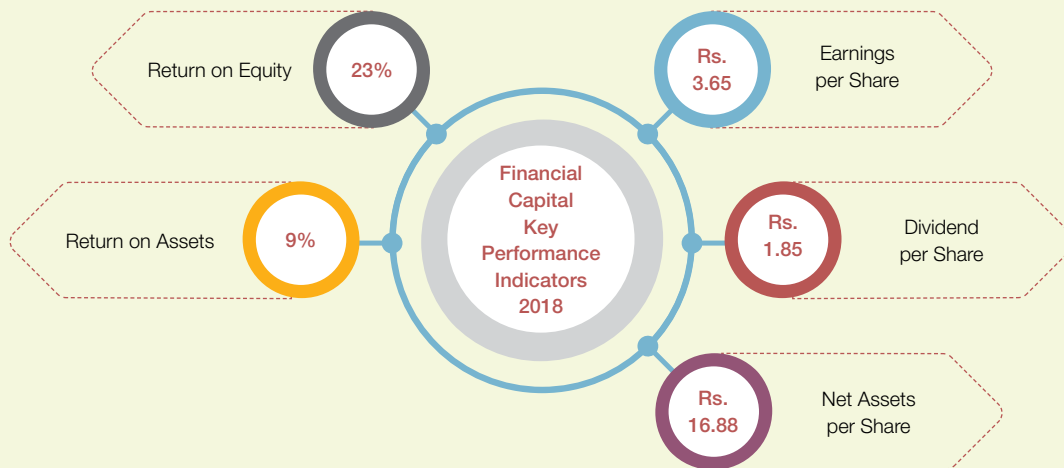 Return on Equity
23%
Rs.
3.65
Earnings
per Share
Return on Assets
9%
Financial
Capital
Key
Performance
Indicators
2018
Rs.
1.85
Dividend
per Share
Rs.
16.88
Net Assets
per Share